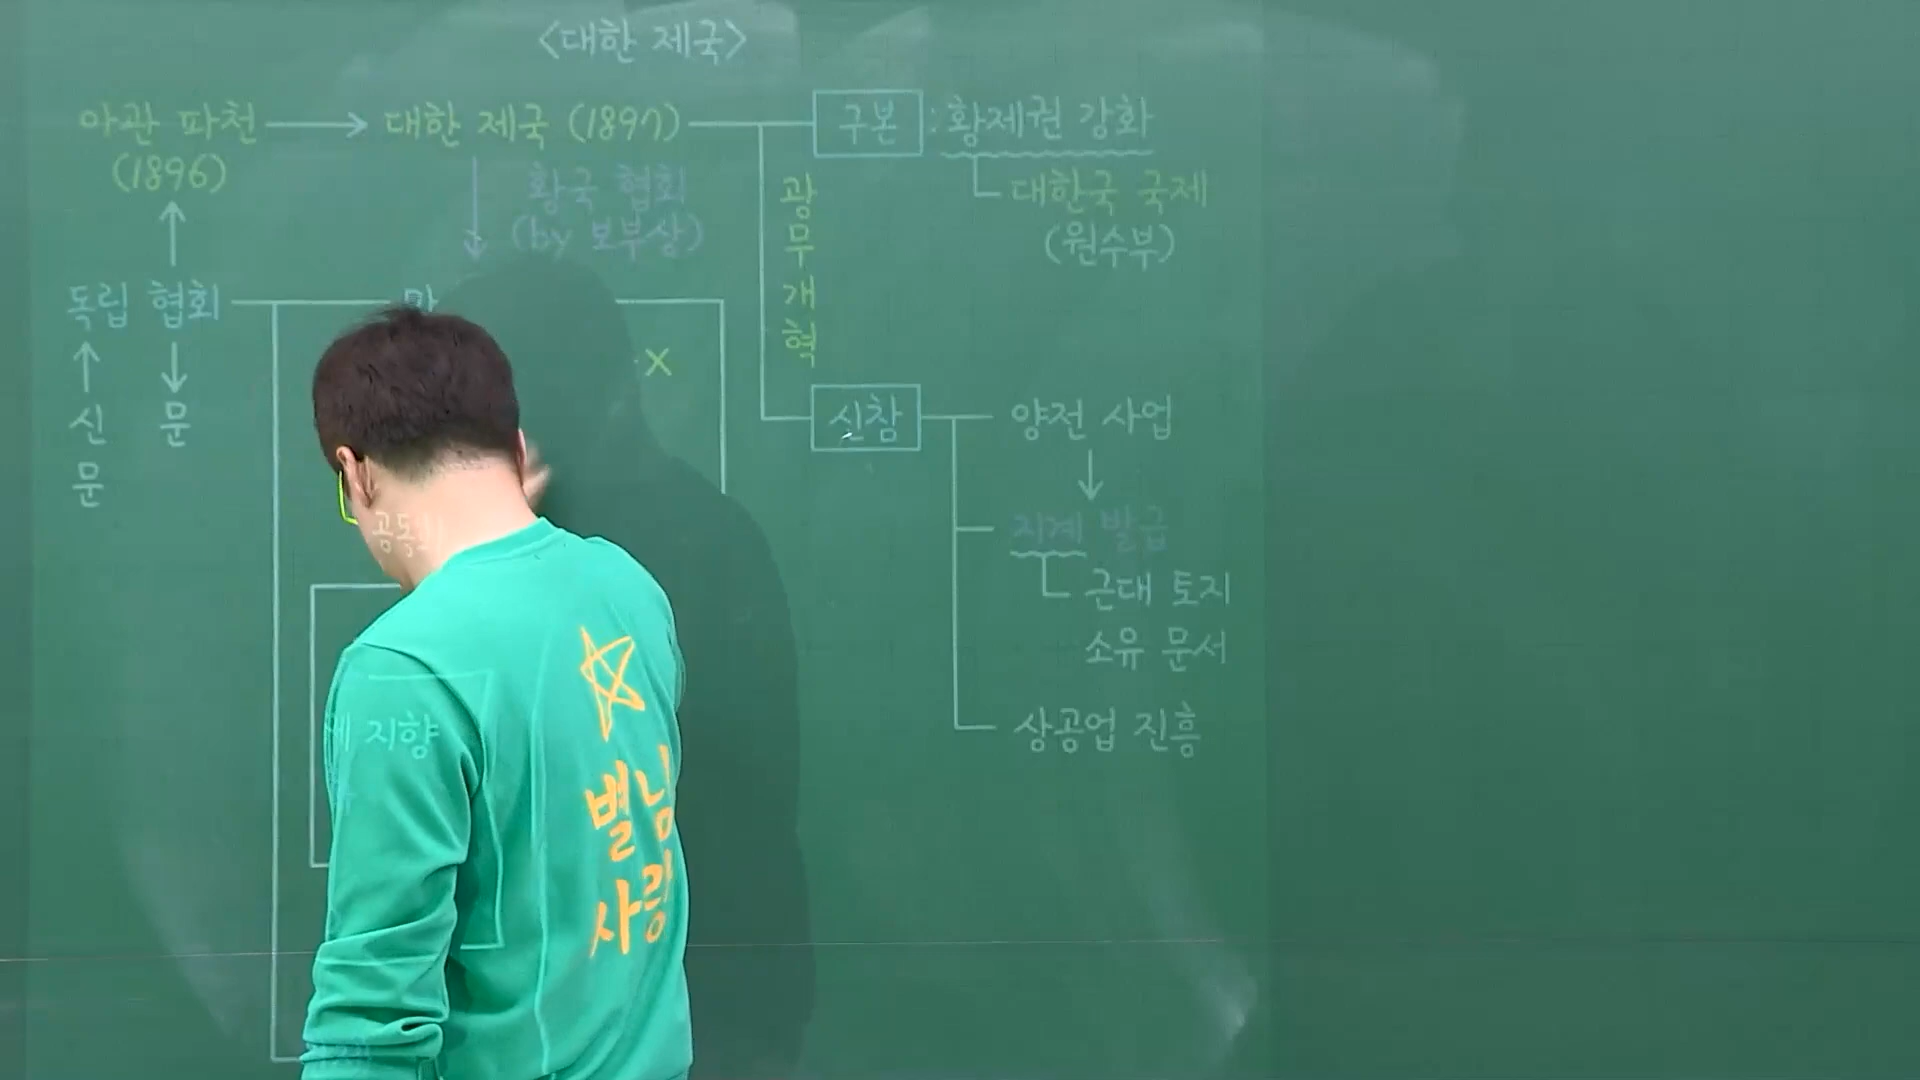 <대한 제국>
아관 파천 → 대한 제국 (1897) 구본 : 황제권 강화
(1896)
황국 협회
(by 보부상)
광무개혁
대한국 국제
(원수부)
독립 협회
X
신문
문
신참
양전 사업
↓
지계 발급
근대 토지
소유 문서
상공업 진흥
공동
지향
별님
사랑